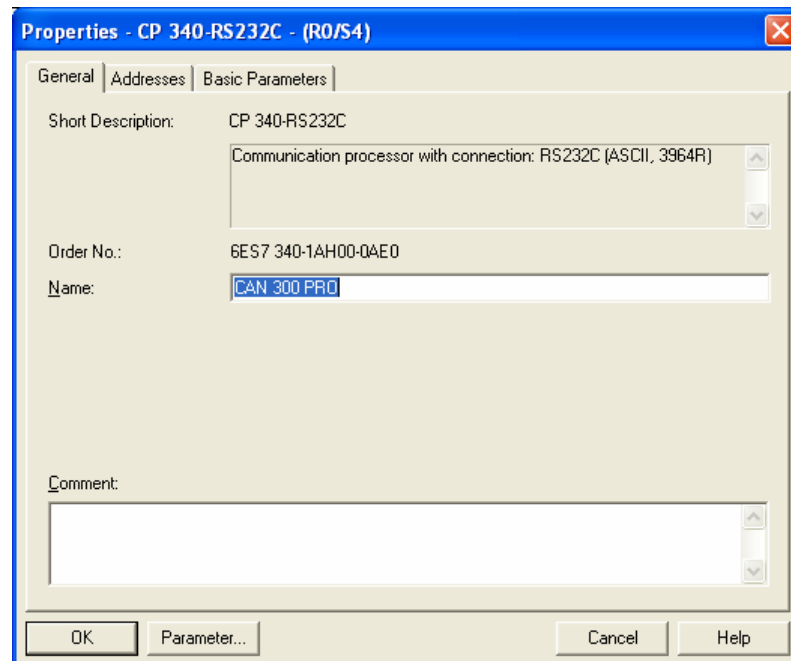 Properties - CP 340-RS232C - (R0/S4)
General Addresses Basic Parameters
Short Description: CP 340-RS232C
Communication processor with connection: RS232C (ASCII, 3964R)
Order No.: 6ES7 340-1AH00-0AE0
Name: CAN 300 PRO
Comment:
OK Parameter... Cancel Help